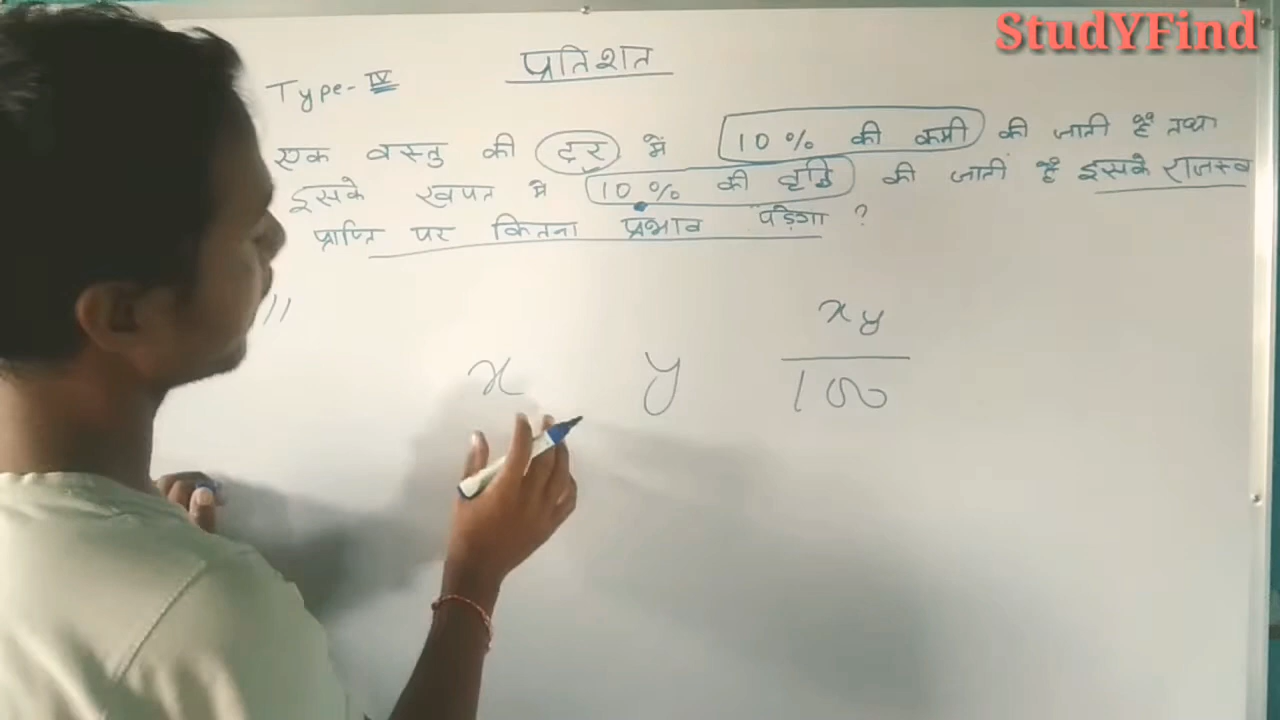 StudYFind
प्रतिशत
Type- IV
एक वस्तु की दर में 10% की कमी की जाती है तथा
इसके खपत में 10% की वृद्धि की जाती है इसके राजस्व
प्राप्ति पर कितना प्रभाव पड़ेगा ?
x y xy/100